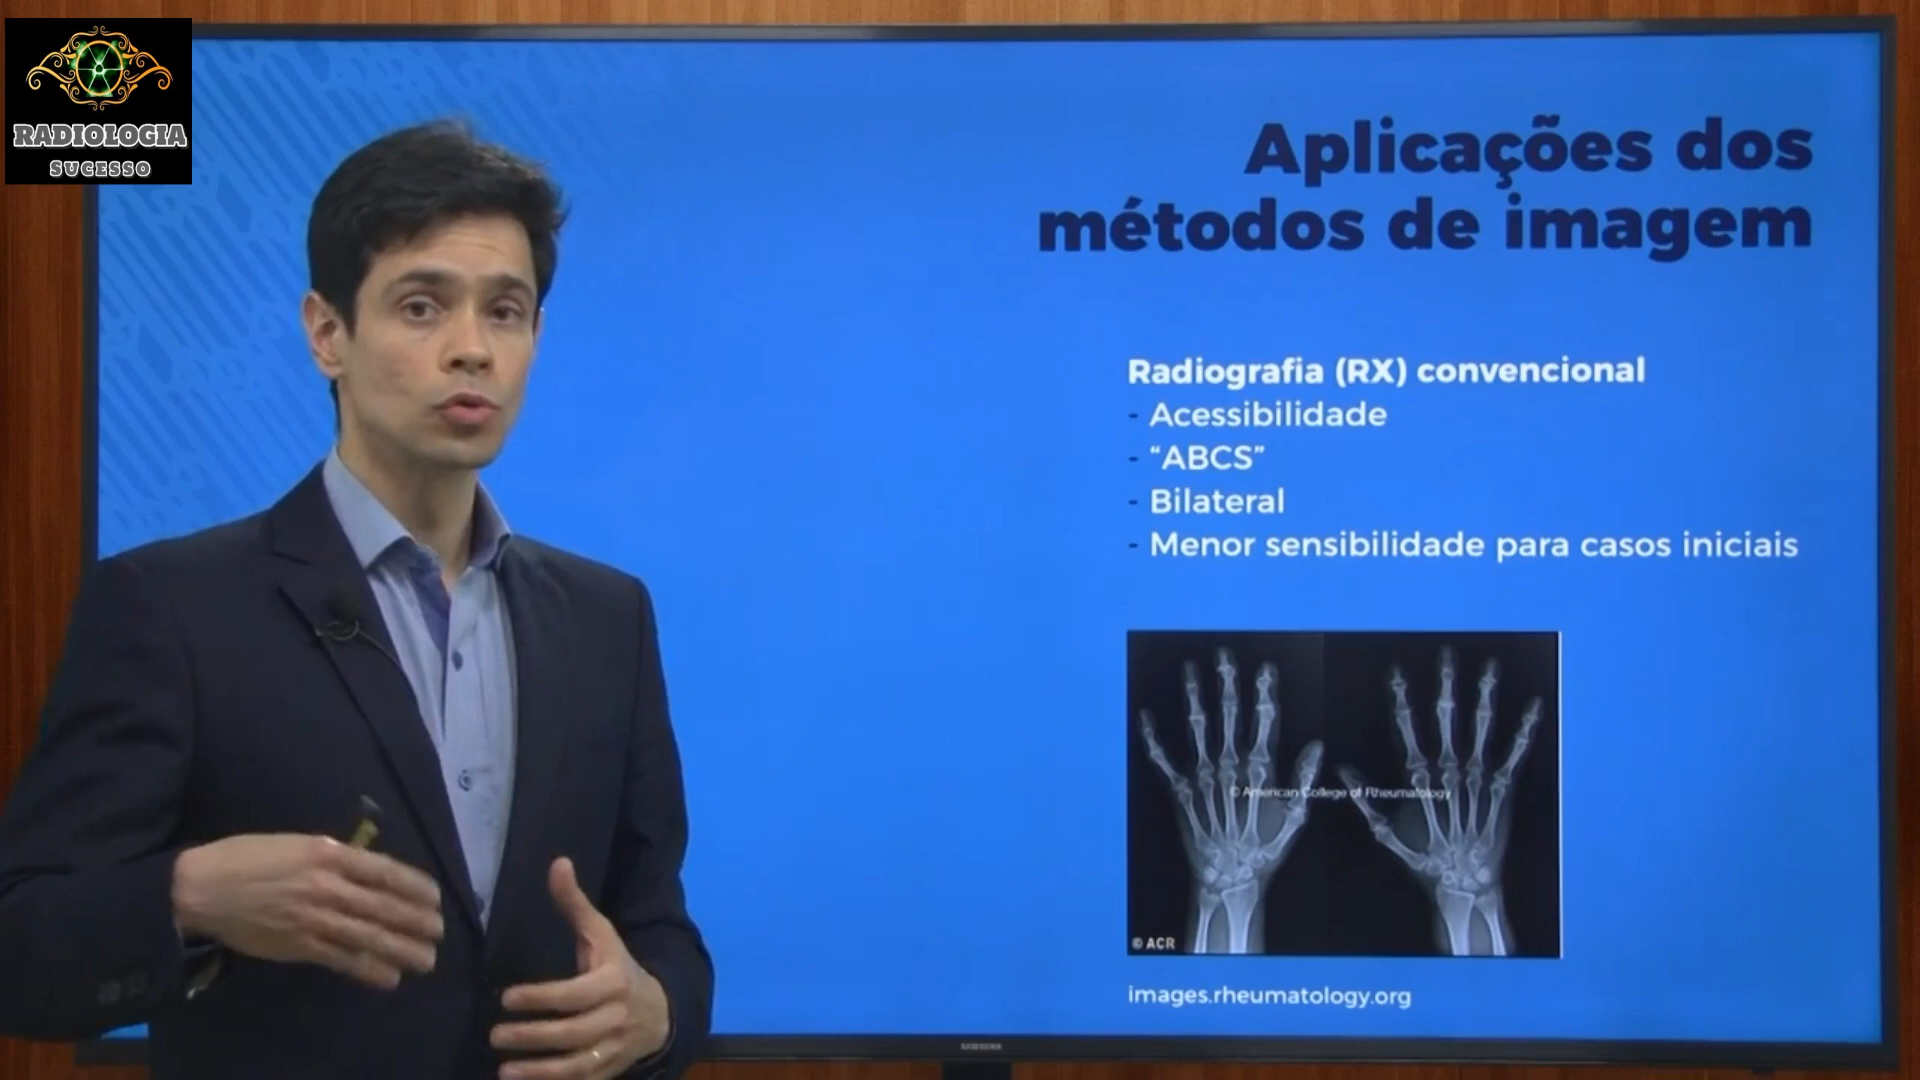 RADIOLOGIA
SUCESSO
Aplicações dos
métodos de imagem
Radiografia (RX) convencional
- Acessibilidade
- “ABCS”
- Bilateral
- Menor sensibilidade para casos iniciais
© American College of Rheumatology
© ACR
images.rheumatology.org
SAMSUNG